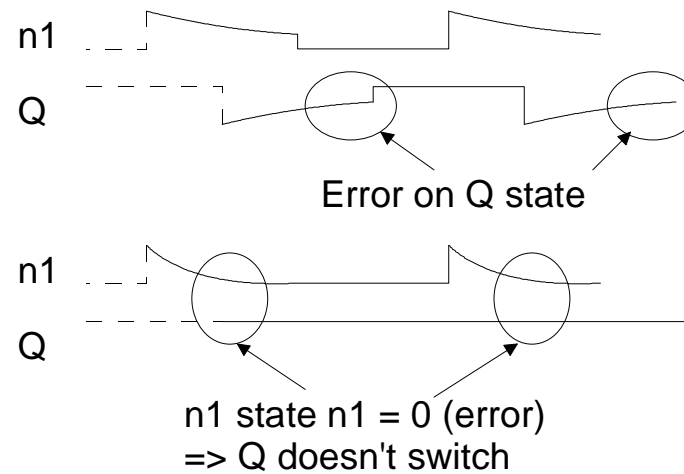 n1
Q
Error on Q state
n1
Q
n1 state n1 = 0 (error)
=> Q doesn't switch